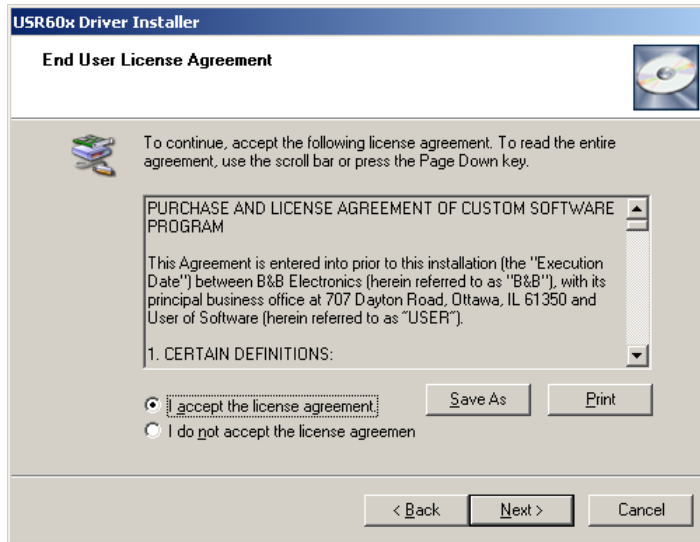 USR60x Driver Installer
End User License Agreement
To continue, accept the following license agreement. To read the entire
agreement, use the scroll bar or press the Page Down key.
PURCHASE AND LICENSE AGREEMENT OF CUSTOM SOFTWARE
PROGRAM
This Agreement is entered into prior to this installation (the "Execution
Date") between B&B Electronics (herein referred to as "B&B"), with its
principal business office at 707 Dayton Road, Ottawa, IL 61350 and
User of Software (herein referred to as ˝USER˝).
1. CERTAIN DEFINITIONS:
I accept the license agreement.
Save As
Print
I do not accept the license agreemen
< Back
Next >
Cancel